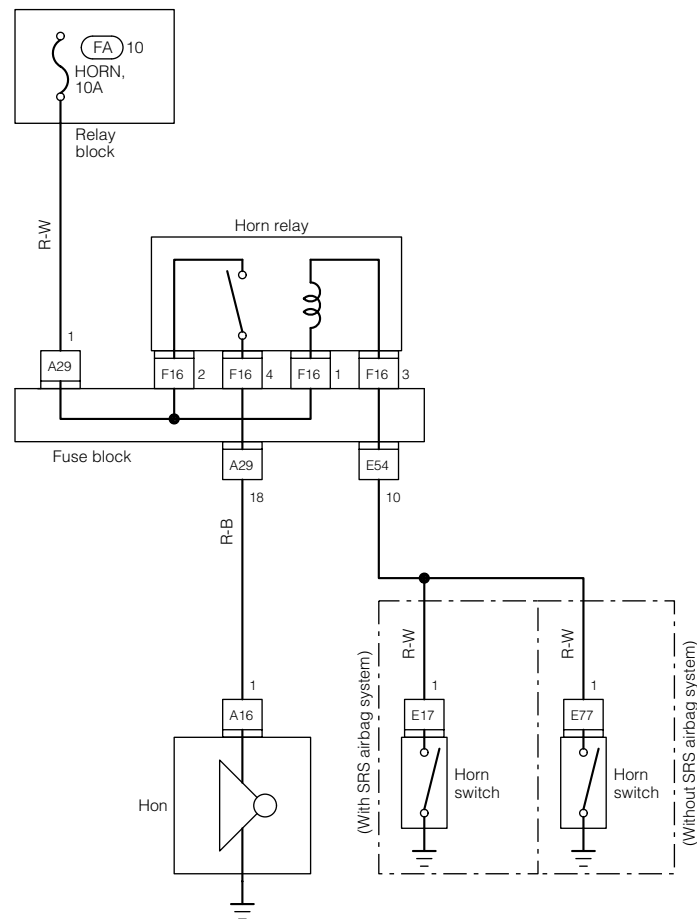 FA 10
HORN,
10A
Relay
block
R-W
Horn relay
1
A29
F16 2
F16 4
F16 1
F16 3
Fuse block
A29
E54
18
10
R-B
R-W
R-W
(With SRS airbag system)
(Without SRS airbag system)
1
1
1
A16
E17
E77
Hon
Horn
switch
Horn
switch